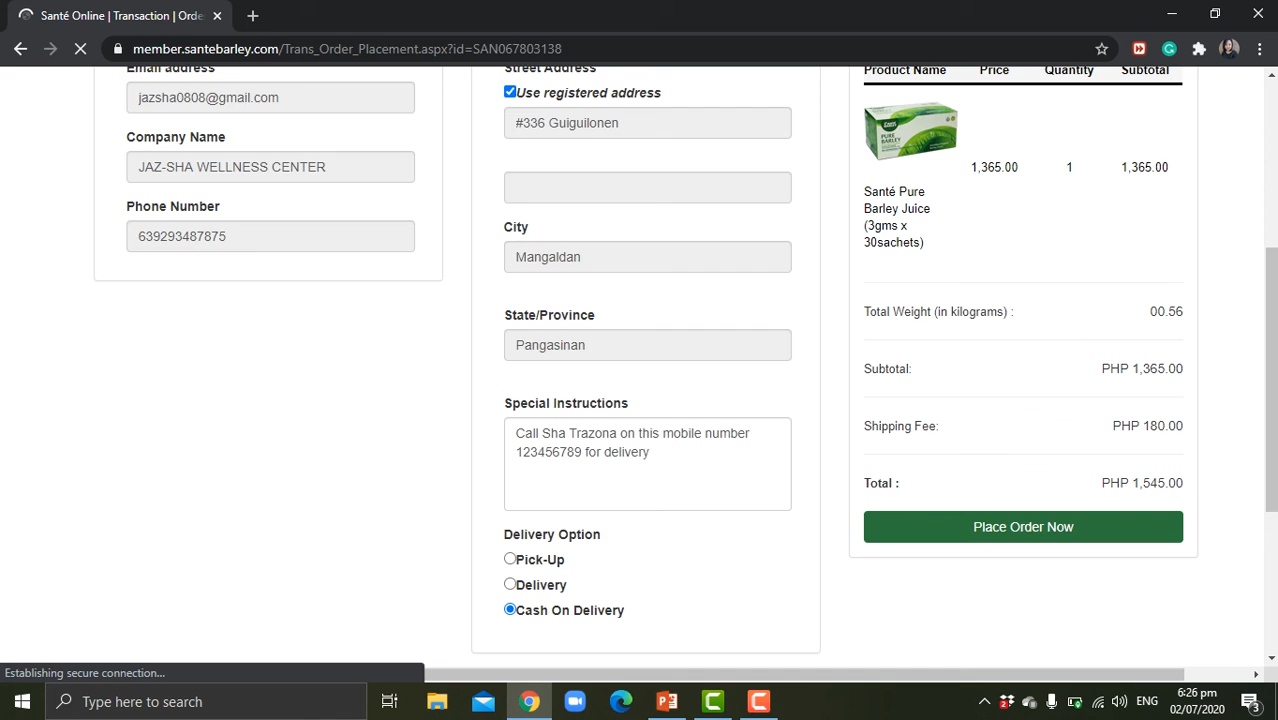 Santé Online | Transaction | Orde
member.santebarley.com/Trans_Order_Placement.aspx?id=SAN067803138
Email address
jazsha0808@gmail.com
Company Name
JAZ-SHA WELLNESS CENTER
Phone Number
639293487875
Street Address
Use registered address
#336 Guiguilonen
City
Mangaldan
State/Province
Pangasinan
Special Instructions
Call Sha Trazona on this mobile number
123456789 for delivery
Delivery Option
Pick-Up
Delivery
Cash On Delivery
Product Name Price Quantity Subtotal
PURE
BARLEY
1,365.00 1 1,365.00
Santé Pure
Barley Juice
(3gms x
30sachets)
Total Weight (in kilograms) : 00.56
Subtotal: PHP 1,365.00
Shipping Fee: PHP 180.00
Total : PHP 1,545.00
Place Order Now
Establishing secure connection...
Type here to search
ENG
6:26 pm
02/07/2020
3